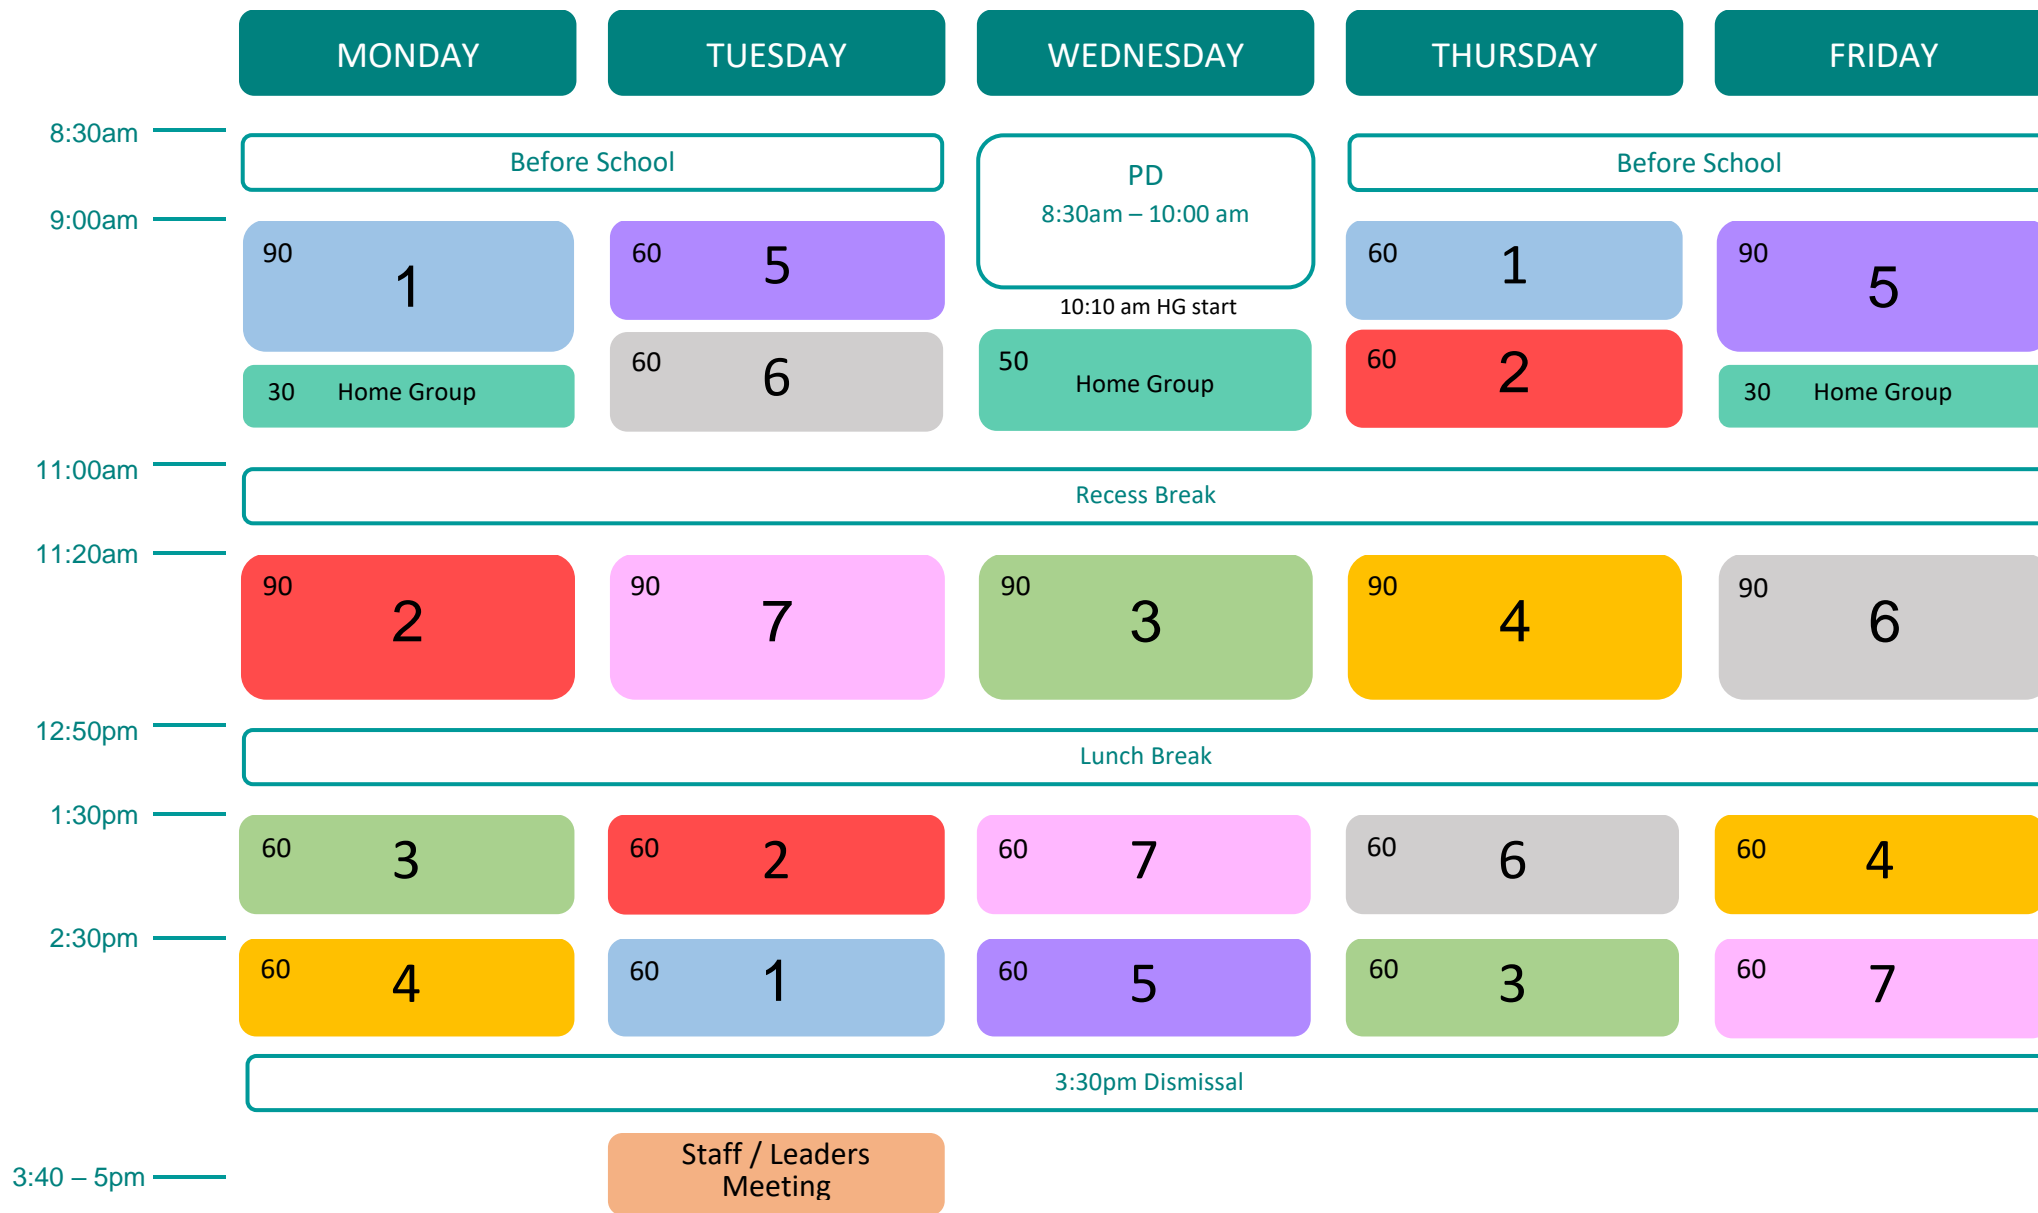 MONDAY
TUESDAY
WEDNESDAY
THURSDAY
FRIDAY
8:30am
Before School
PD
8:30am – 10:00 am
Before School
9:00am
90
1
60
5
60
1
90
5
10:10 am HG start
30 Home Group
60
6
50
Home Group
60
2
30 Home Group
11:00am
Recess Break
11:20am
90
2
90
7
90
3
90
4
90
6
12:50pm
Lunch Break
1:30pm
60
3
60
2
60
7
60
6
60
4
2:30pm
60
4
60
1
60
5
60
3
60
7
3:30pm Dismissal
3:40 – 5pm
Staff / Leaders
Meeting